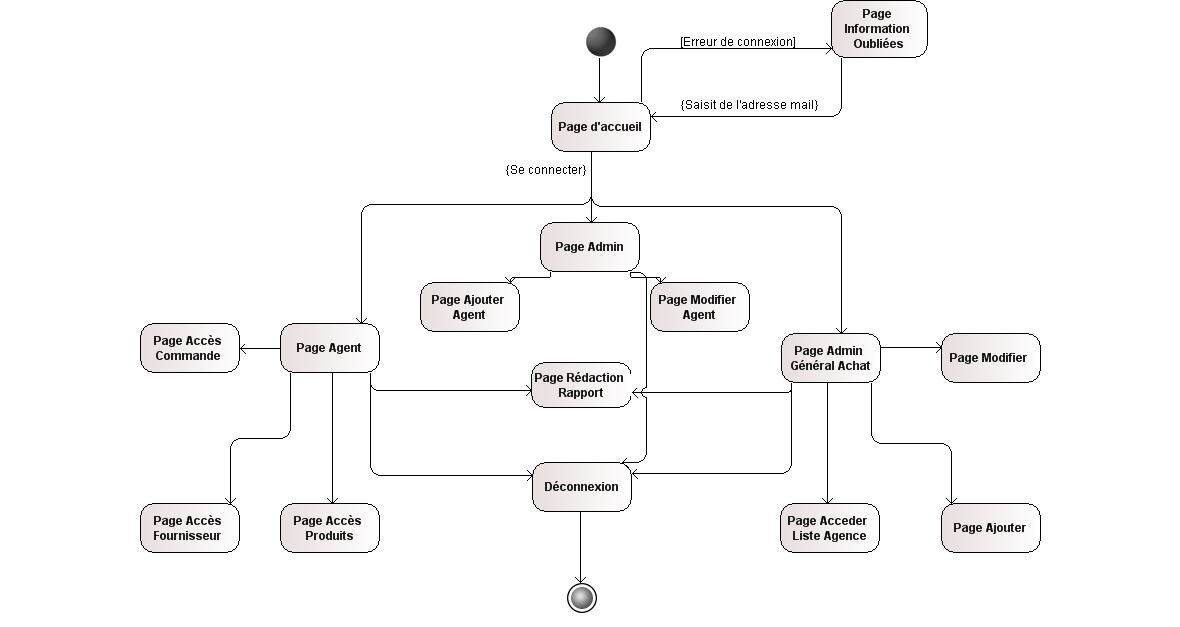 Page
Information
Oubliées
[Erreur de connexion]
{Saisit de l'adresse mail}
Page d'accueil
{Se connecter}
Page Admin
Page Ajouter
Agent
Page Modifier
Agent
Page Accès
Commande
Page Agent
Page Admin
Général Achat
Page Modifier
Page Rédaction
Rapport
Déconnexion
Page Accès
Fournisseur
Page Accès
Produits
Page Acceder
Liste Agence
Page Ajouter